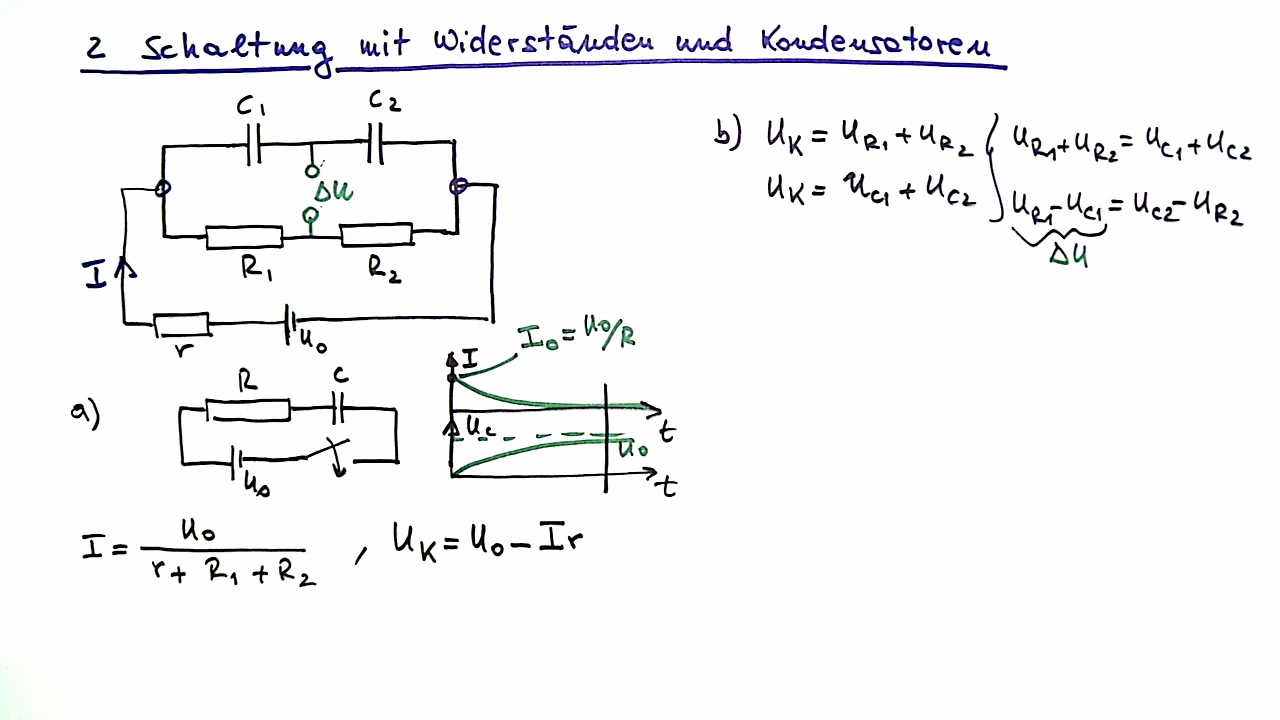 2 Schaltung mit Widerständen und Kondensatoren
C1 C2
ΔU
R1 R2
I
r U0
b) UK = UR1 + UR2
UK = UC1 + UC2
UR1 + UR2 = UC1 + UC2
UR1 - UC1 = UC2 - UR2
ΔU
a)
R C
U0
I I0 = U0/R
t
UC
U0
t
I = U0 / (r + R1 + R2) , UK = U0 - Ir